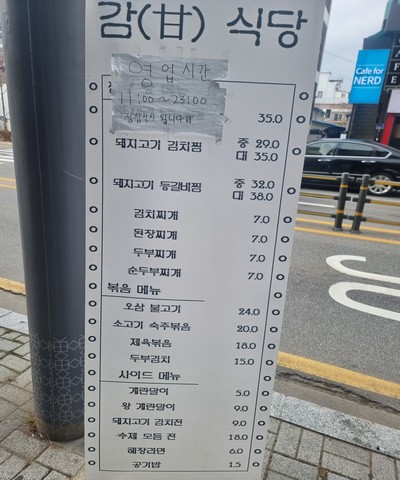 감(甘) 식당
영업시간
11:00~23:00
35.0
돼지고기 김치찜 중 29.0
대 35.0
돼지고기 등갈비찜 중 32.0
대 38.0
김치찌개 7.0
된장찌개 7.0
두부찌개 7.0
순두부찌개 7.0
볶음 메뉴
오삼 불고기 24.0
소고기 숙주볶음 20.0
제육볶음 18.0
두부김치 15.0
사이드 메뉴
계란말이 5.0
왕 계란말이 9.0
돼지고기 김치전 9.0
수제 모듬 전 18.0
해장라면 6.0
공기밥 1.5
Cafe for
NERD